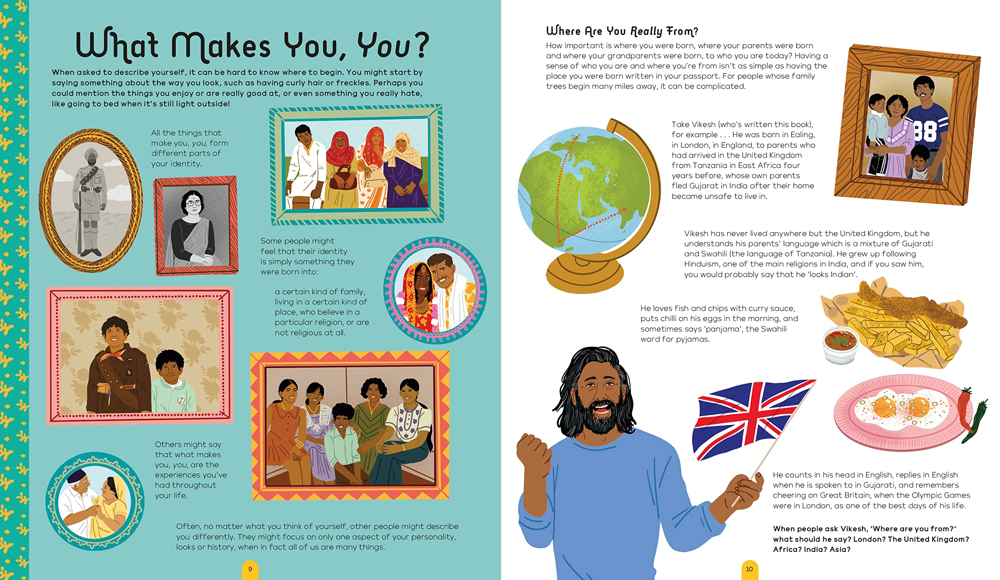 What Makes You, You?
When asked to describe yourself, it can be hard to know where to begin. You might start by
saying something about the way you look, such as having curly hair or freckles. Perhaps you
could mention the things you enjoy or are really good at, or even something you really hate,
like going to bed when it's still light outside!
All the things that
make you, you, form
different parts of
your identity.
Some people might
feel that their identity
is simply something they
were born into:
a certain kind of family,
living in a certain kind of
place, who believe in a
particular religion, or are
not religious at all.
Others might say
that what makes
you, you, are the
experiences you've
had throughout
your life.
Often, no matter what you think of yourself, other people might describe
you differently. They might focus on only one aspect of your personality,
looks or history, when in fact all of us are many things.
9
Where Are You Really From?
How important is where you were born, where your parents were born
and where your grandparents were born, to who you are today? Having a
sense of who you are and where you're from isn't as simple as having the
place you were born written in your passport. For people whose family
trees begin many miles away, it can be complicated.
88
Take Vikesh (who's written this book),
for example . . . He was born in Ealing,
in London, in England, to parents who
had arrived in the United Kingdom
from Tanzania in East Africa four
years before, whose own parents
fled Gujarat in India after their home
became unsafe to live in.
Vikesh has never lived anywhere but the United Kingdom, but he
understands his parents' language which is a mixture of Gujarati
and Swahili (the language of Tanzania). He grew up following
Hinduism, one of the main religions in India, and if you saw him,
you would probably say that he 'looks Indian'.
He loves fish and chips with curry sauce,
puts chilli on his eggs in the morning, and
sometimes says 'panjama', the Swahili
word for pyjamas.
He counts in his head in English, replies in English
when he is spoken to in Gujarati, and remembers
cheering on Great Britain, when the Olympic Games
were in London, as one of the best days of his life.
When people ask Vikesh, 'Where are you from?'
what should he say? London? The United Kingdom?
Africa? India? Asia?
10